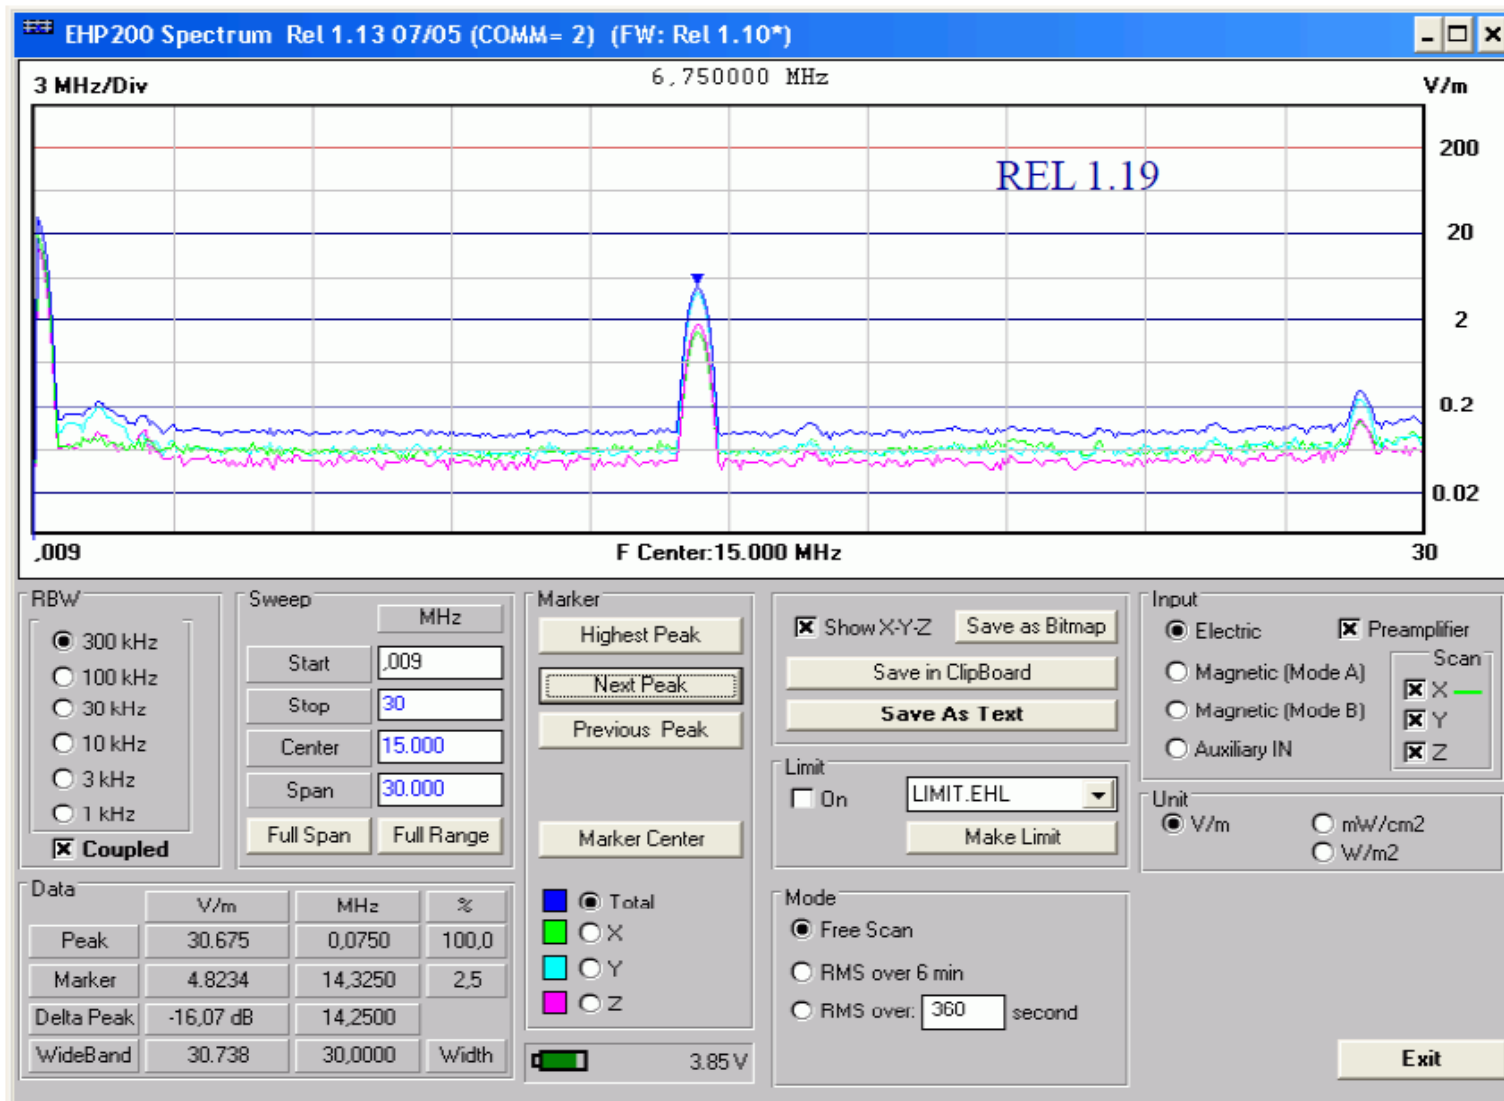 EHP200 Spectrum Rel 1.13 07/05 (COMM= 2) (FW: Rel 1.10*)
3 MHz/Div
6,750000 MHz
V/m
REL 1.19
200
20
2
0.2
0.02
,009
F Center:15.000 MHz
30
RBW
300 kHz
100 kHz
30 kHz
10 kHz
3 kHz
1 kHz
Coupled
Sweep
MHz
Start ,009
Stop 30
Center 15.000
Span 30.000
Full Span Full Range
Marker
Highest Peak
Next Peak
Previous Peak
Marker Center
Total
X
Y
Z
3.85 V
Show X-Y-Z Save as Bitmap
Save in ClipBoard
Save As Text
Limit
On LIMIT.EHL
Make Limit
Mode
Free Scan
RMS over 6 min
RMS over: 360 second
Input
Electric Preamplifier
Magnetic (Mode A)
Magnetic (Mode B)
Auxiliary IN
Scan
X
Y
Z
Unit
V/m mW/cm2
W/m2
Data
V/m MHz %
Peak 30.675 0,0750 100,0
Marker 4.8234 14,3250 2,5
Delta Peak -16,07 dB 14,2500
WideBand 30.738 30,0000 Width
Exit